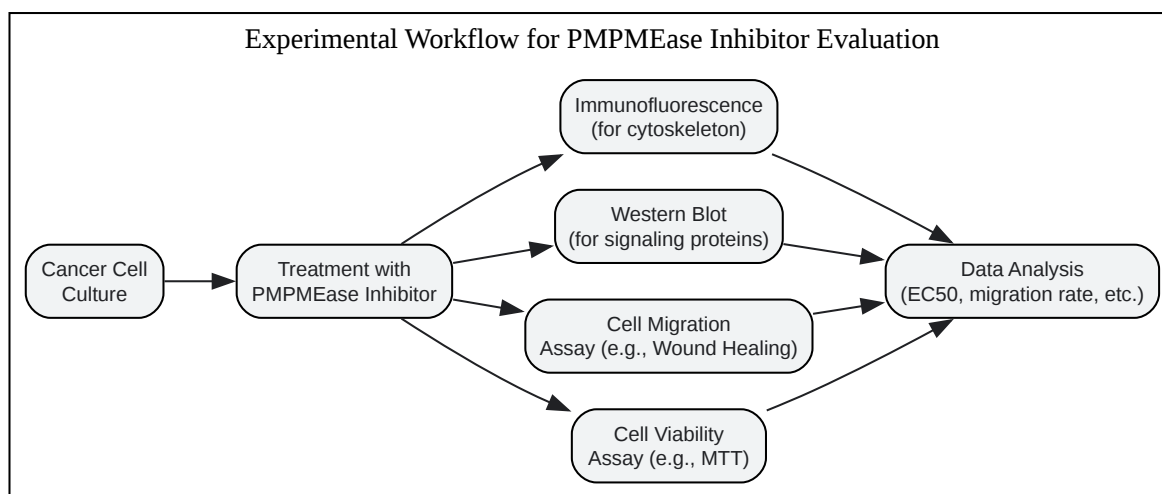 Experimental Workflow for PMPMEase Inhibitor Evaluation
Immunofluorescence
(for cytoskeleton)
Western Blot
(for signaling proteins)
Cancer Cell
Culture
Treatment with
PMPMEase Inhibitor
Data Analysis
(EC50, migration rate, etc.)
Cell Migration
Assay (e.g., Wound Healing)
Cell Viability
Assay (e.g., MTT)